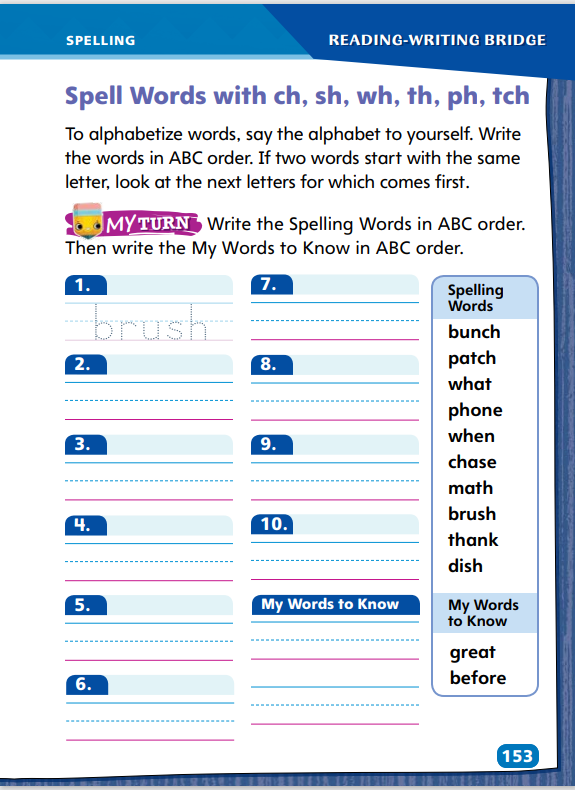 SPELLING
READING-WRITING BRIDGE
Spell Words with ch, sh, wh, th, ph, tch
To alphabetize words, say the alphabet to yourself. Write
the words in ABC order. If two words start with the same
letter, look at the next letters for which comes first.
MY TURN Write the Spelling Words in ABC order.
Then write the My Words to Know in ABC order.
1.
brush
2.
3.
4.
5.
6.
7.
8.
9.
10.
My Words to Know
Spelling
Words
bunch
patch
what
phone
when
chase
math
brush
thank
dish
My Words
to Know
great
before
153